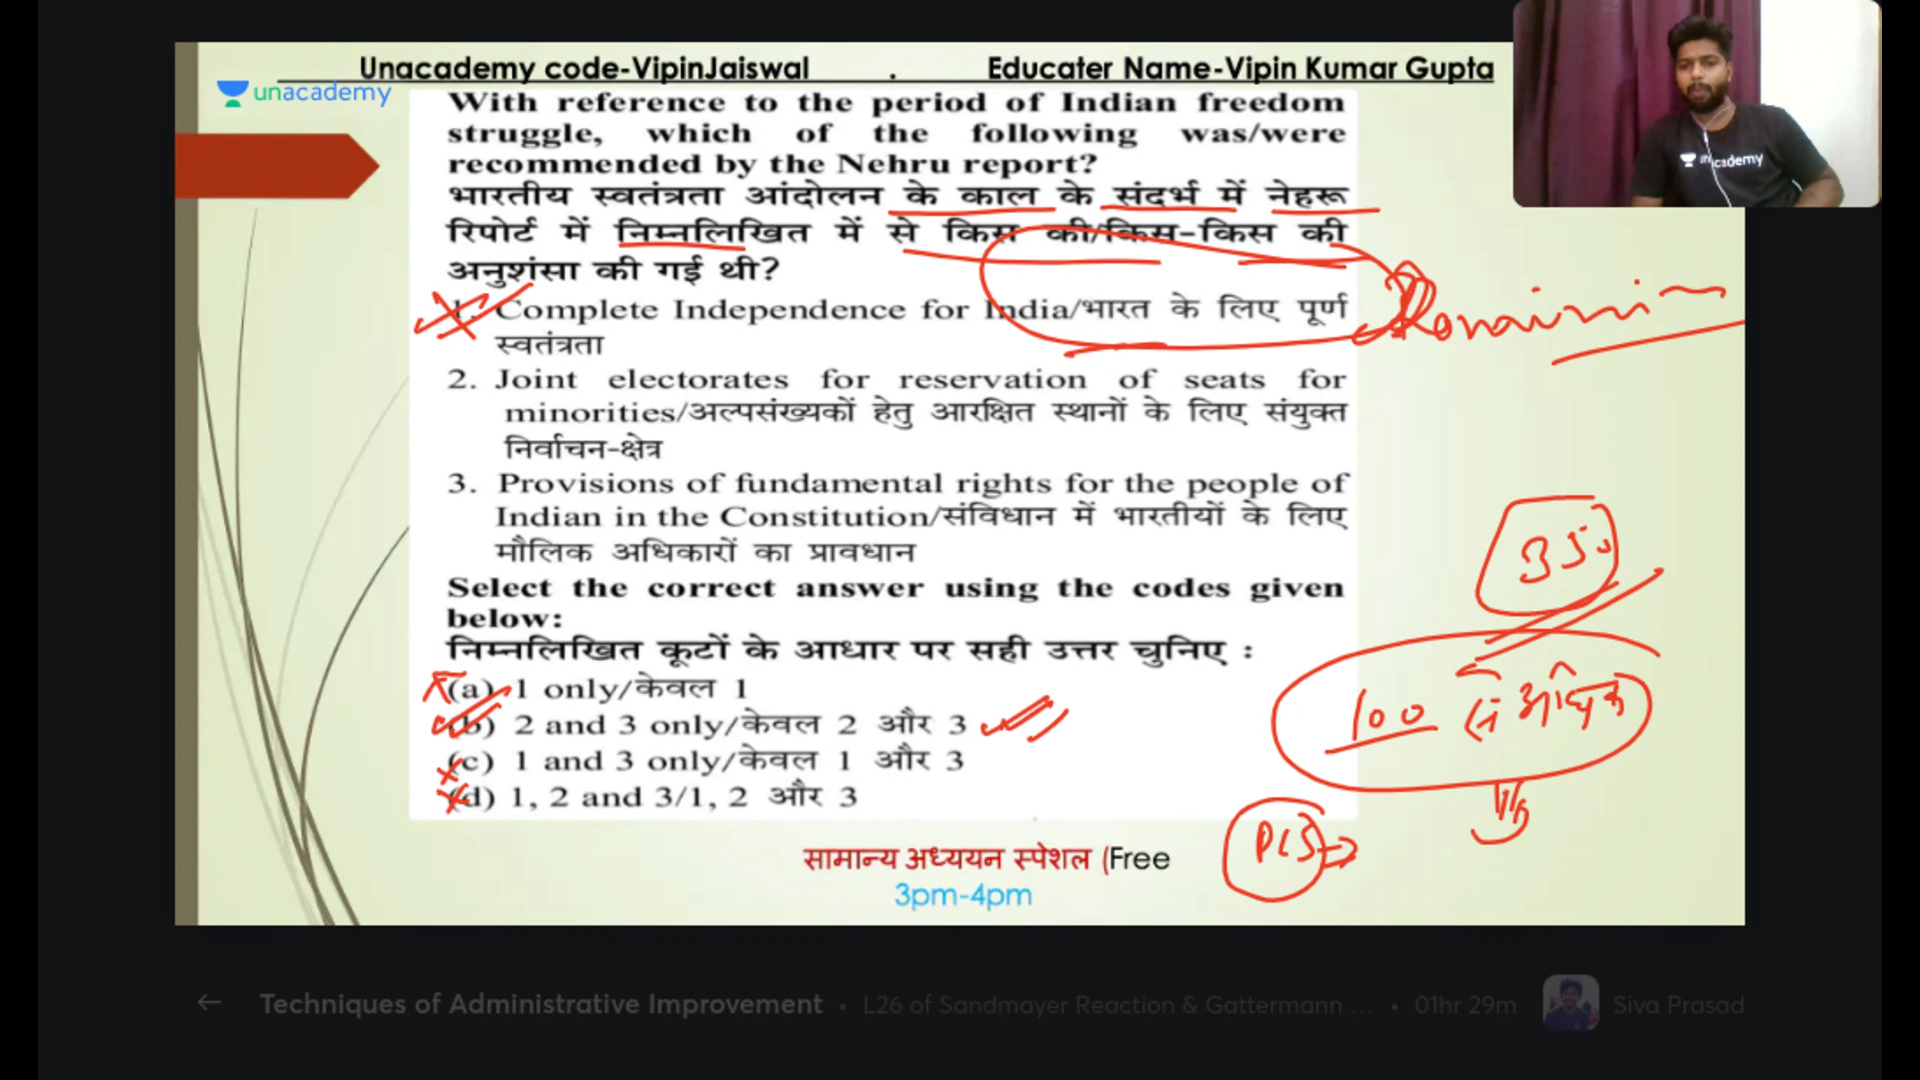 Unacademy code-VipinJaiswal . Educater Name-Vipin Kumar Gupta
unacademy
With reference to the period of Indian freedom
struggle, which of the following was/were
recommended by the Nehru report?
भारतीय स्वतंत्रता आंदोलन के काल के संदर्भ में नेहरू
रिपोर्ट में निम्नलिखित में से किस की/किस-किस की
अनुशंसा की गई थी?
1. Complete Independence for India/भारत के लिए पूर्ण
स्वतंत्रता
2. Joint electorates for reservation of seats for
minorities/अल्पसंख्यकों हेतु आरक्षित स्थानों के लिए संयुक्त
निर्वाचन-क्षेत्र
3. Provisions of fundamental rights for the people of
Indian in the Constitution/संविधान में भारतीयों के लिए
मौलिक अधिकारों का प्रावधान
Select the correct answer using the codes given
below:
निम्नलिखित कूटों के आधार पर सही उत्तर चुनिए :
(a) 1 only/केवल 1
(b) 2 and 3 only/केवल 2 और 3
(c) 1 and 3 only/केवल 1 और 3
(d) 1, 2 and 3/1, 2 और 3
100 से अधिक
PCS
सामान्य अध्ययन स्पेशल (Free
3pm-4pm
unacademy
← Techniques of Administrative Improvement • L26 of Sandmayer Reaction & Gattermann ... • 01hr 29m Siva Prasad